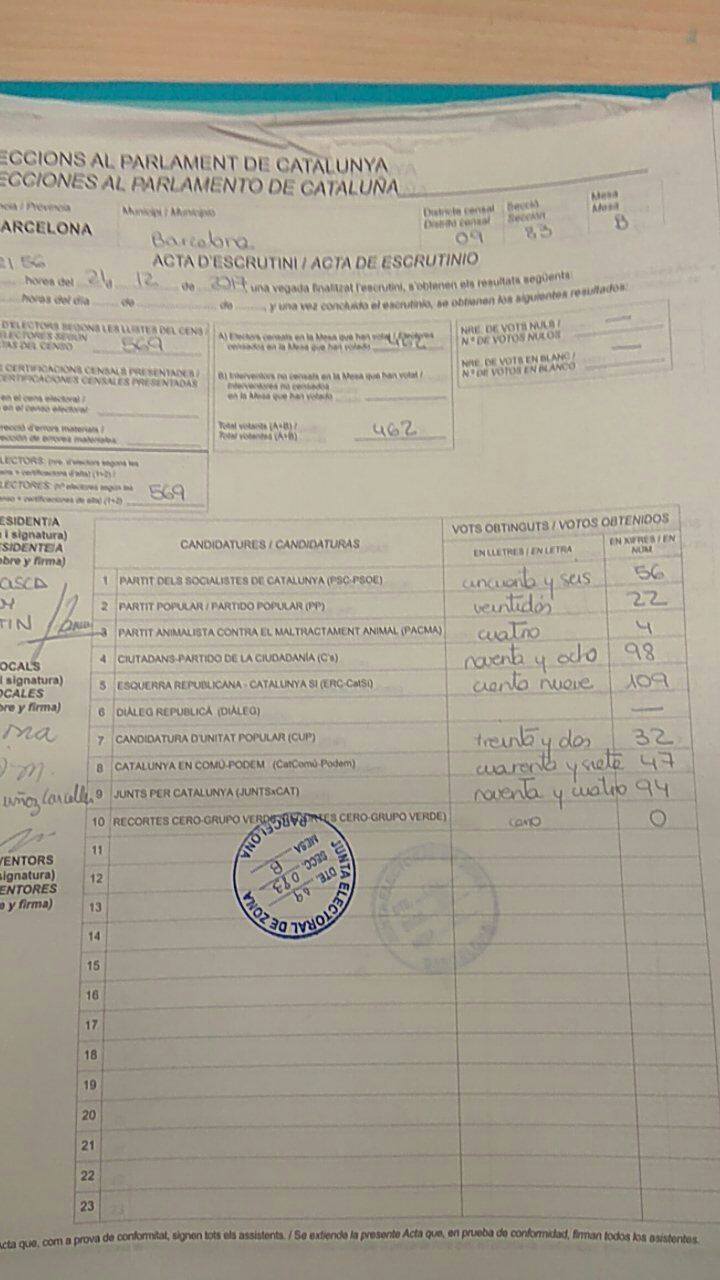 ECCIONS AL PARLAMENT DE CATALUNYA
ECCIONES AL PARLAMENTO DE CATALUÑA
ncia / Provincia Municipi / Municipio Districte censal Secció Mesa
Distrito censal Sección Mesa
ARCELONA Barcelona 09 83 B
ACTA D'ESCRUTINI / ACTA DE ESCRUTINIO
21 56
hores del 21 d 12 de 2017, una vegada finalitzat l'escrutini, s'obtenen els resultats següents:
horas del día de de , y una vez concluido el escrutinio, se obtienen los siguientes resultados:
D'ELECTORS SEGONS LES LLISTES DEL CENS /
ELECTORES SEGÚN
TAS DEL CENSO 569
CERTIFICACIONS CENSALS PRESENTADES /
CERTIFICACIONES CENSALES PRESENTADAS
en el cens electoral /
en el censo electoral:
recció d'errors materials /
rección de errores materiales:
LECTORS: (nre. d'electors segons les
ens + certificacions d'alta) (1+2) /
LECTORES: (nº electores según las
enso + certificaciones de alta) (1+2) 569
A) Electors censats en la Mesa que han votat / Electores
censados en la Mesa que han votado 462
B) Interventors no censats en la Mesa que han votat /
Interventores no censados
en la Mesa que han votado
Total votants (A+B) /
Total votantes (A+B) 462
NRE. DE VOTS NULS / —
N.º DE VOTOS NULOS
NRE. DE VOTS EN BLANC / —
N.º DE VOTOS EN BLANCO
ESIDENT/A
i signatura)
ESIDENTE/A
bre y firma)
ASCA
TIN
OCALS
i signatura)
OCALES
bre y firma)
VENTORS
signatura)
ENTORES
e y firma)
CANDIDATURES / CANDIDATURAS VOTS OBTINGUTS / VOTOS OBTENIDOS
EN LLETRES / EN LETRA EN XIFRES / EN NÚM
1 PARTIT DELS SOCIALISTES DE CATALUNYA (PSC-PSOE) cincuenta y seis 56
2 PARTIT POPULAR / PARTIDO POPULAR (PP) veintidós 22
3 PARTIT ANIMALISTA CONTRA EL MALTRACTAMENT ANIMAL (PACMA) cuatro 4
4 CIUTADANS-PARTIDO DE LA CIUDADANÍA (C's) noventa y ocho 98
5 ESQUERRA REPUBLICANA - CATALUNYA SÍ (ERC-CatSí) ciento nueve 109
6 DIÀLEG REPUBLICÀ (DIÀLEG) —
7 CANDIDATURA D'UNITAT POPULAR (CUP) treinta y dos 32
8 CATALUNYA EN COMÚ-PODEM (CatComú-Podem) cuarenta y siete 47
9 JUNTS PER CATALUNYA (JUNTSxCAT) noventa y cuatro 94
10 RECORTES CERO-GRUPO VERDE (RECORTES CERO-GRUPO VERDE) cero 0
11
12
13
14
15
16
17
18
19
20
21
22
23
JUNTA ELECTORAL DE ZONA
BARCELONA
DTE. 09
SECC. 083
MESA B
Acta que, com a prova de conformitat, signen tots els assistents. / Se extiende la presente Acta que, en prueba de conformidad, firman todos los asistentes.